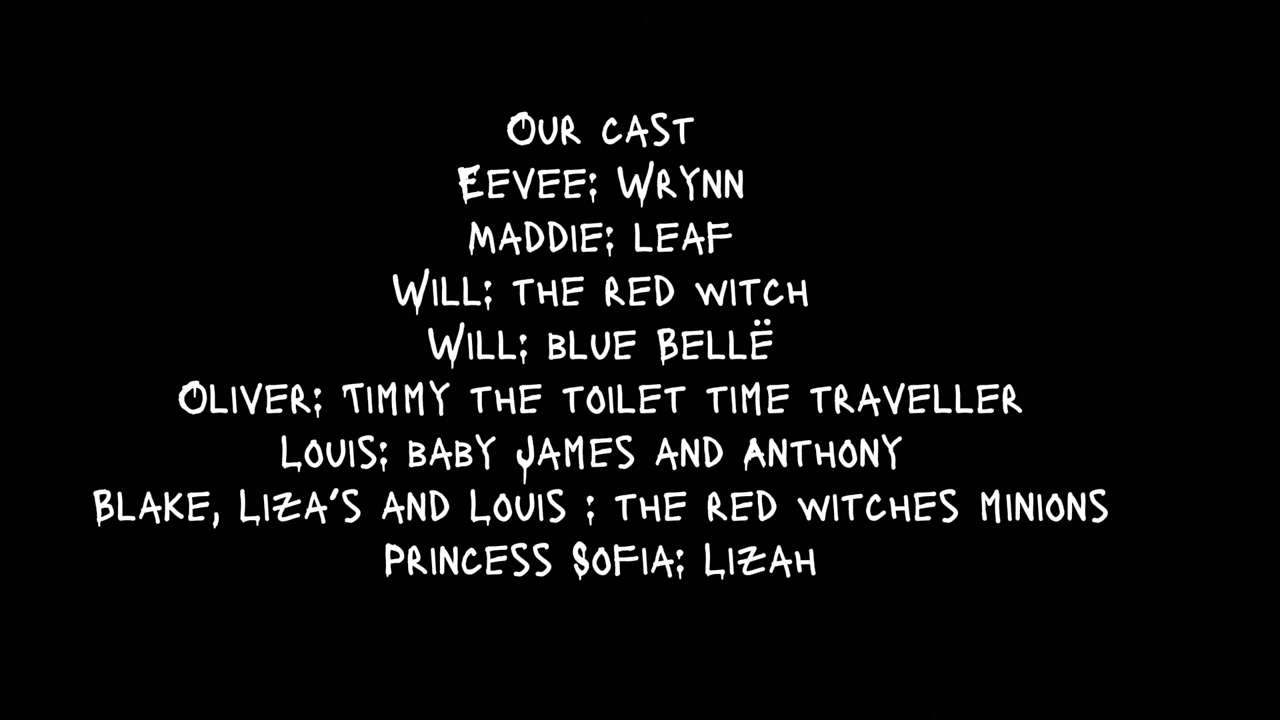 Our cast
Eevee; Wrynn
Maddie; Leaf
Will; the red witch
Will; Blue Bellë
Oliver; Timmy the toilet time traveller
Louis; baby James and Anthony
Blake, Liza's and Louis ; the red witches minions
Princess Sofia; Lizah